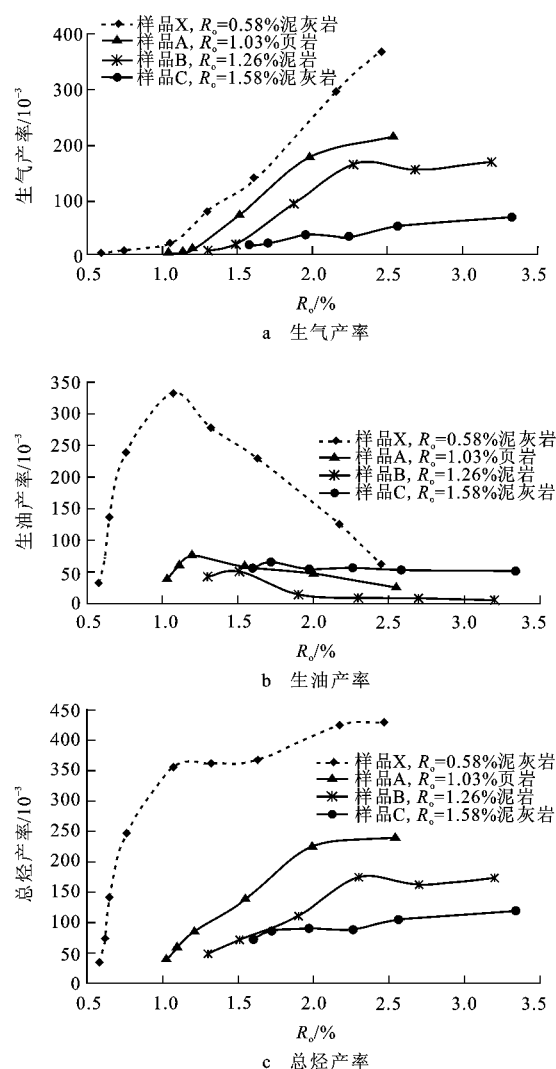 样品X, Ro=0.58%泥灰岩
样品A, Ro=1.03%页岩
样品B, Ro=1.26%泥岩
样品C, Ro=1.58%泥灰岩
生气产率/10⁻³
400
300
200
100
0
0.5 1.0 1.5 2.0 2.5 3.0 3.5
Ro/%
a 生气产率
样品X, Ro=0.58%泥灰岩
样品A, Ro=1.03%页岩
样品B, Ro=1.26%泥岩
样品C, Ro=1.58%泥灰岩
生油产率/10⁻³
350
300
250
200
150
100
50
0
0.5 1.0 1.5 2.0 2.5 3.0 3.5
Ro/%
b 生油产率
样品X, Ro=0.58%泥灰岩
样品A, Ro=1.03%页岩
样品B, Ro=1.26%泥岩
样品C, Ro=1.58%泥灰岩
总烃产率/10⁻³
450
400
350
300
250
200
150
100
50
0
0.5 1.0 1.5 2.0 2.5 3.0 3.5
Ro/%
c 总烃产率